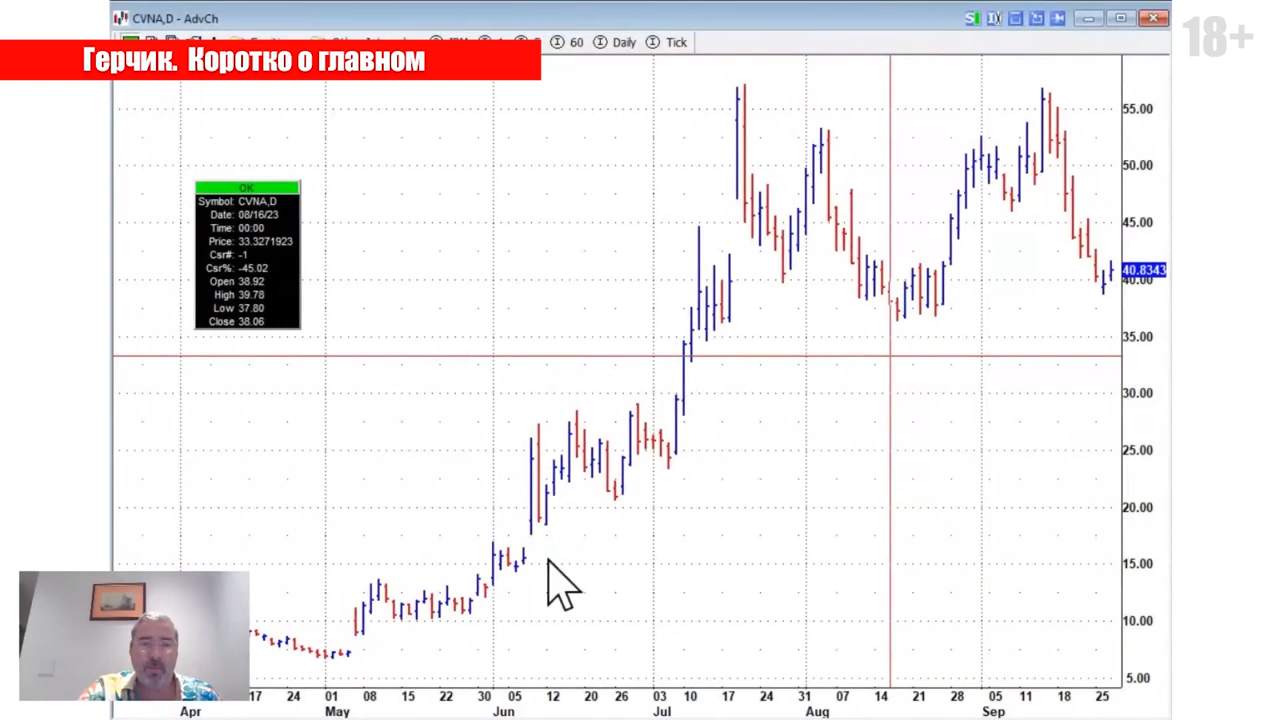 CVNA,D - AdvCh
18+
Герчик. Коротко о главном
60
Daily
Tick
OK
Symbol: CVNA,D
Date: 08/16/23
Time: 00:00
Price: 33.3271923
Csr#: -1
Csr%: -45.02
Open 38.92
High 39.78
Low 37.80
Close 38.06
55.00
50.00
45.00
40.8343
40.00
35.00
30.00
25.00
20.00
15.00
10.00
5.00
17 24 01 08 15 22 30 05 12 20 26 03 10 17 24 31 07 14 21 28 05 11 18 25
Apr May Jun Jul Aug Sep